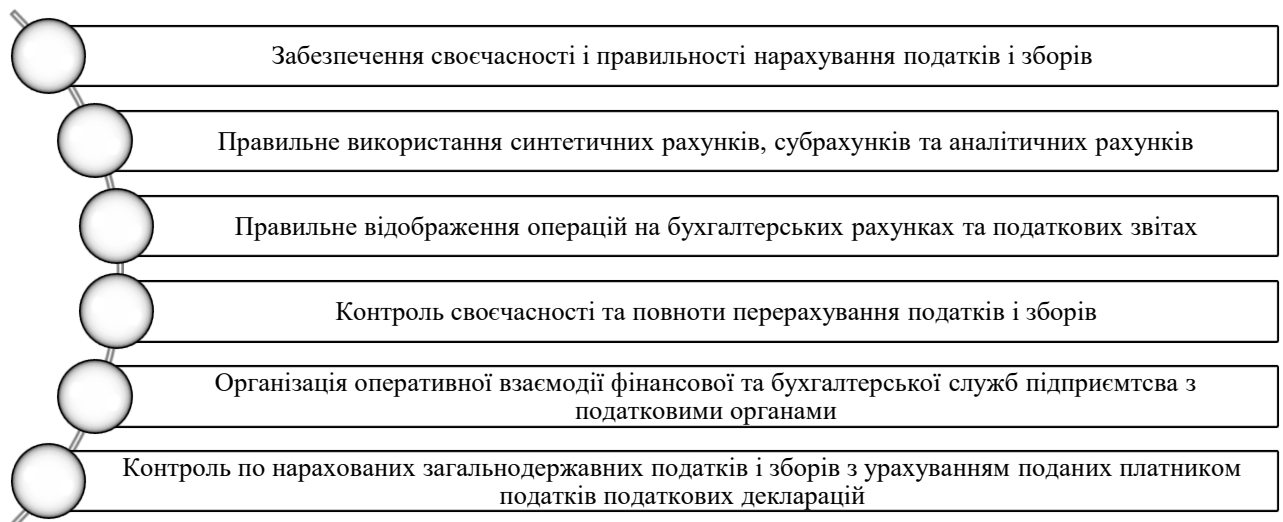 Забезпечення своєчасності і правильності нарахування податків і зборів
Правильне використання синтетичних рахунків, субрахунків та аналітичних рахунків
Правильне відображення операцій на бухгалтерських рахунках та податкових звітах
Контроль своєчасності та повноти перерахування податків і зборів
Організація оперативної взаємодії фінансової та бухгалтерської служб підприємтсва з
податковими органами
Контроль по нарахованих загальнодержавних податків і зборів з урахуванням поданих платником
податків податкових декларацій